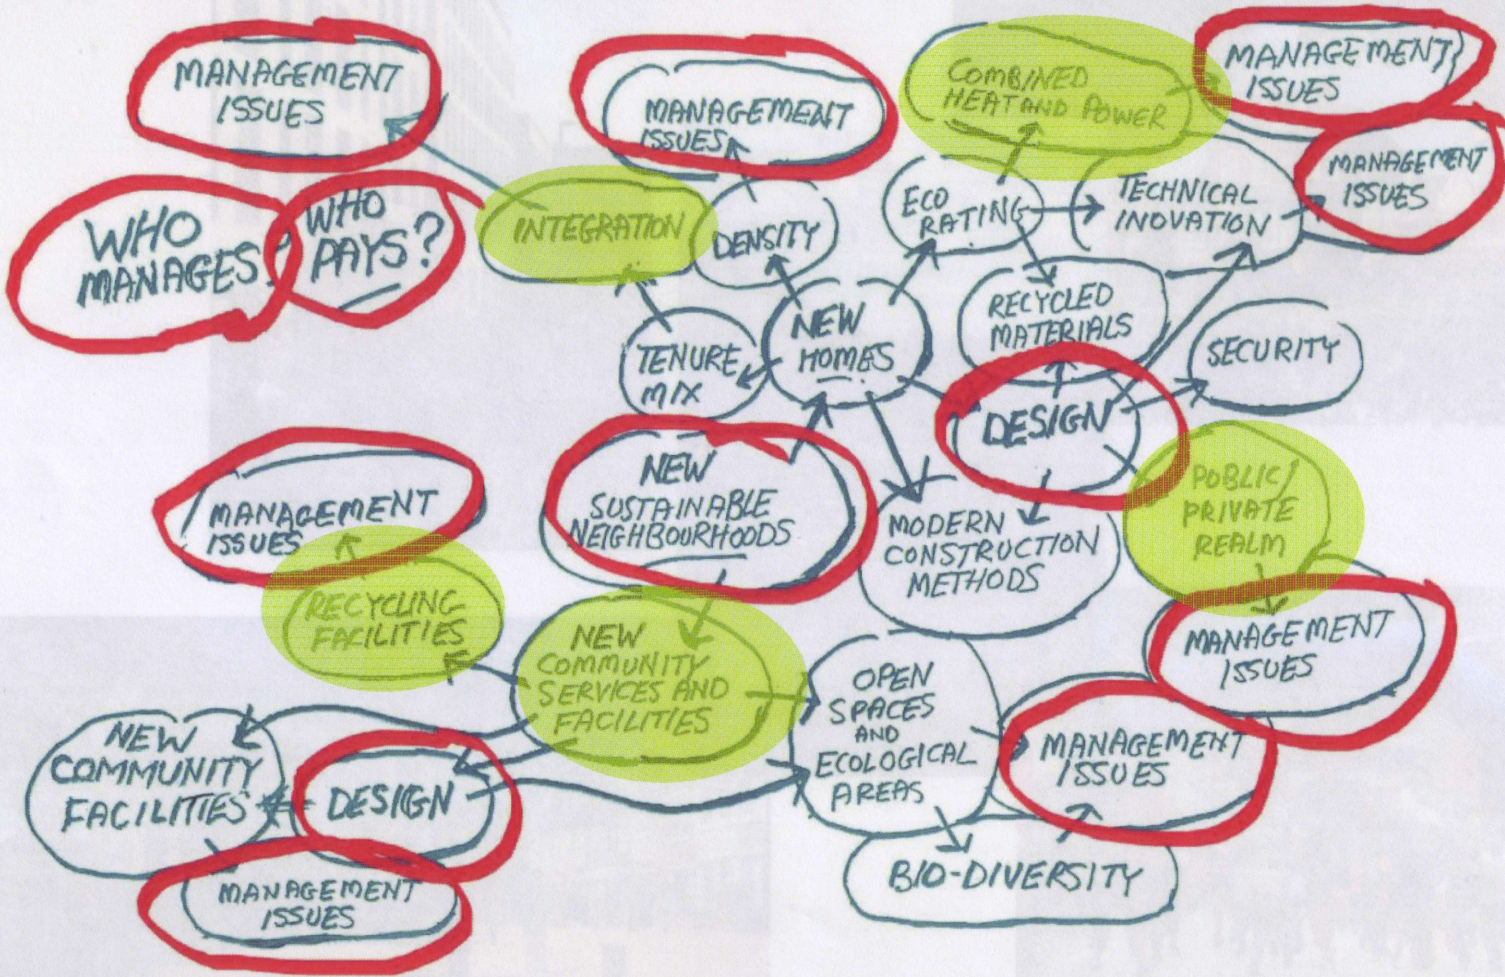 MANAGEMENT
ISSUES
MANAGEMENT
ISSUES
COMBINED
HEAT AND POWER
MANAGEMENT
ISSUES
WHO
MANAGES
WHO
PAYS?
INTEGRATION
DENSITY
ECO
RATING
TECHNICAL
INOVATION
MANAGEMENT
ISSUES
TENURE
MIX
NEW
HOMES
RECYCLED
MATERIALS
SECURITY
DESIGN
MANAGEMENT
ISSUES
NEW
SUSTAINABLE
NEIGHBOURHOODS
MODERN
CONSTRUCTION
METHODS
PUBLIC/
PRIVATE
REALM
RECYCLING
FACILITIES
NEW
COMMUNITY
SERVICES AND
FACILITIES
OPEN
SPACES
AND
ECOLOGICAL
AREAS
MANAGEMENT
ISSUES
NEW
COMMUNITY
FACILITIES
DESIGN
MANAGEMENT
ISSUES
MANAGEMENT
ISSUES
BIO-DIVERSITY